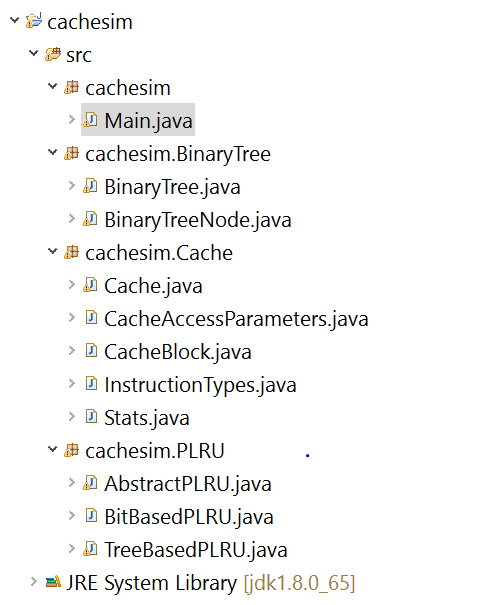 cachesim
src
cachesim
Main.java
cachesim.BinaryTree
BinaryTree.java
BinaryTreeNode.java
cachesim.Cache
Cache.java
CacheAccessParameters.java
CacheBlock.java
InstructionTypes.java
Stats.java
cachesim.PLRU
AbstractPLRU.java
BitBasedPLRU.java
TreeBasedPLRU.java
JRE System Library [jdk1.8.0_65]